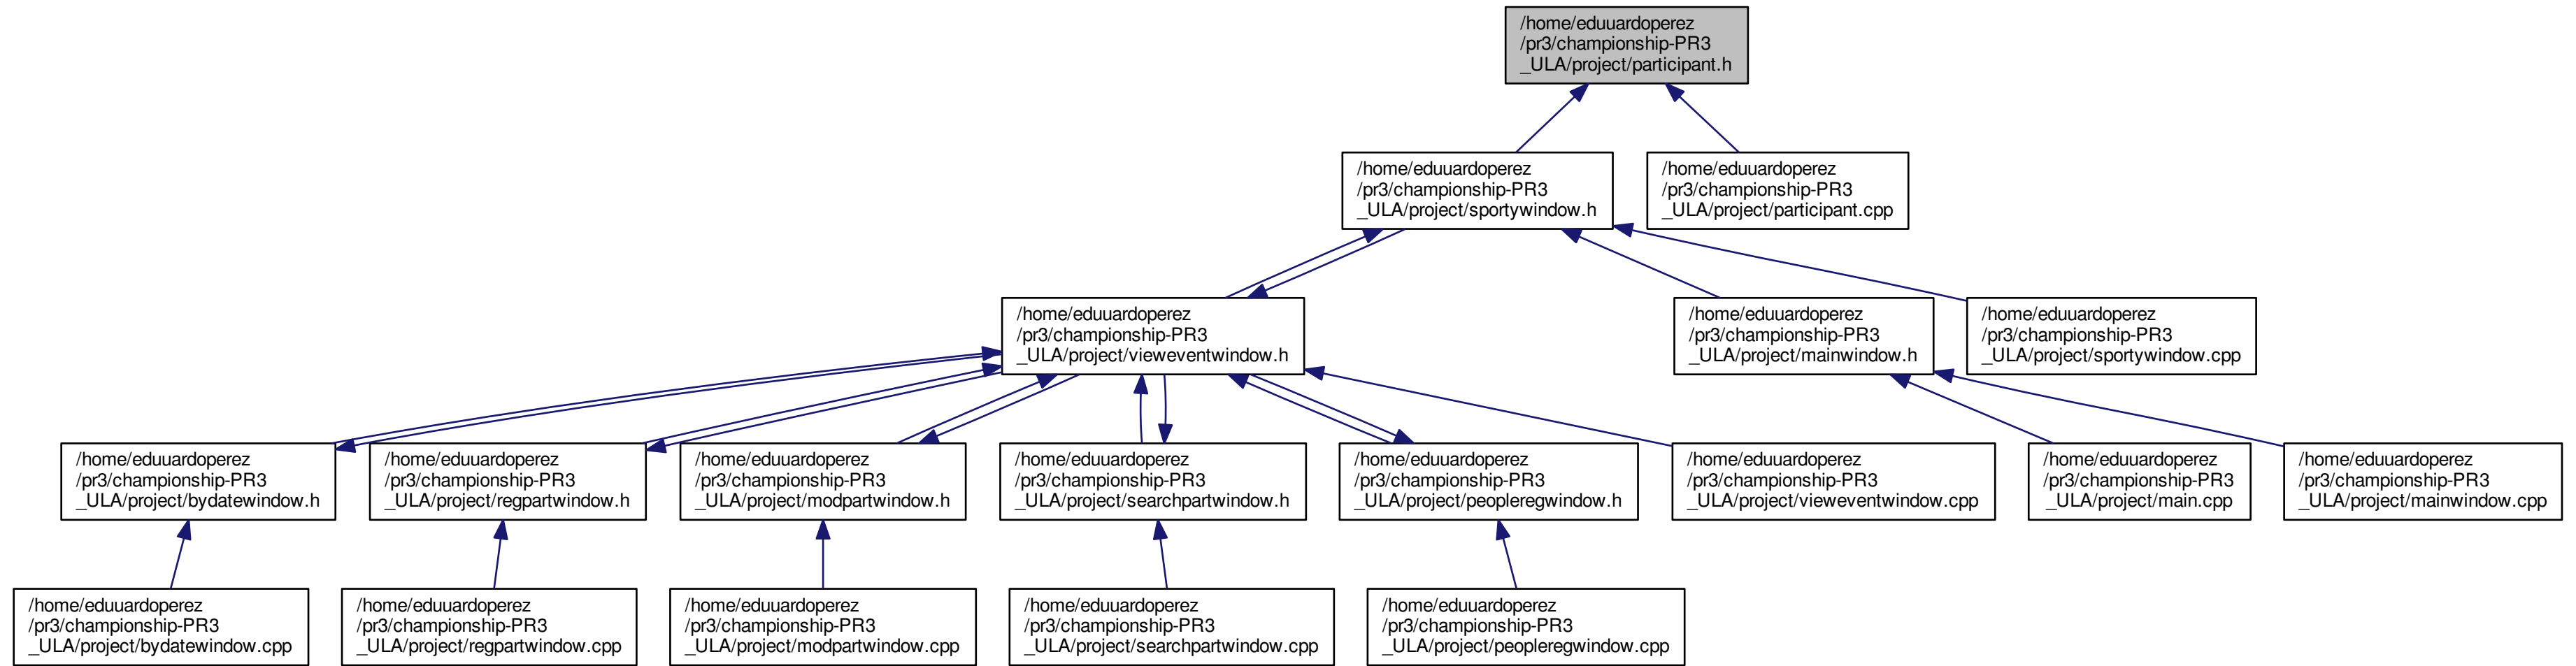 /home/eduuardoperez
/pr3/championship-PR3
_ULA/project/participant.h
/home/eduuardoperez
/pr3/championship-PR3
_ULA/project/sportywindow.h
/home/eduuardoperez
/pr3/championship-PR3
_ULA/project/participant.cpp
/home/eduuardoperez
/pr3/championship-PR3
_ULA/project/vieweventwindow.h
/home/eduuardoperez
/pr3/championship-PR3
_ULA/project/mainwindow.h
/home/eduuardoperez
/pr3/championship-PR3
_ULA/project/sportywindow.cpp
/home/eduuardoperez
/pr3/championship-PR3
_ULA/project/bydatewindow.h
/home/eduuardoperez
/pr3/championship-PR3
_ULA/project/regpartwindow.h
/home/eduuardoperez
/pr3/championship-PR3
_ULA/project/modpartwindow.h
/home/eduuardoperez
/pr3/championship-PR3
_ULA/project/searchpartwindow.h
/home/eduuardoperez
/pr3/championship-PR3
_ULA/project/peopleregwindow.h
/home/eduuardoperez
/pr3/championship-PR3
_ULA/project/vieweventwindow.cpp
/home/eduuardoperez
/pr3/championship-PR3
_ULA/project/main.cpp
/home/eduuardoperez
/pr3/championship-PR3
_ULA/project/mainwindow.cpp
/home/eduuardoperez
/pr3/championship-PR3
_ULA/project/bydatewindow.cpp
/home/eduuardoperez
/pr3/championship-PR3
_ULA/project/regpartwindow.cpp
/home/eduuardoperez
/pr3/championship-PR3
_ULA/project/modpartwindow.cpp
/home/eduuardoperez
/pr3/championship-PR3
_ULA/project/searchpartwindow.cpp
/home/eduuardoperez
/pr3/championship-PR3
_ULA/project/peopleregwindow.cpp